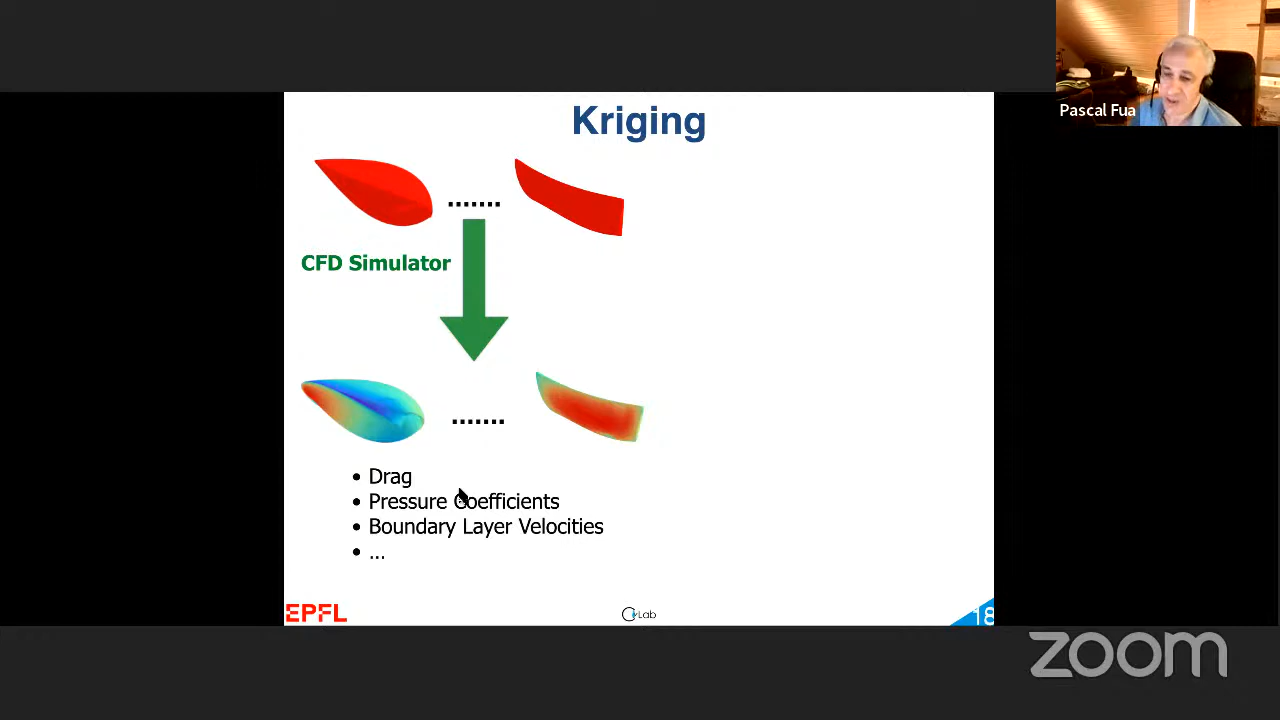 Pascal Fua
Kriging
.......
CFD Simulator
.......
• Drag
• Pressure Coefficients
• Boundary Layer Velocities
• ...
EPFL
CVLab
18
zoom